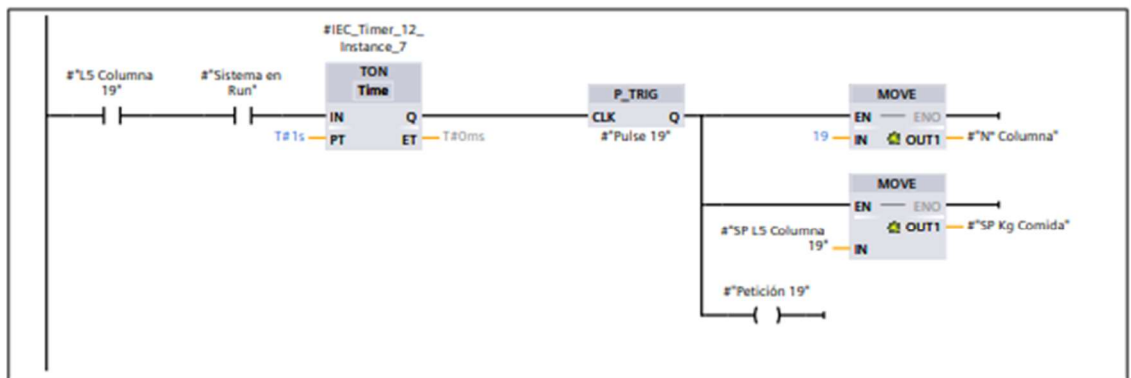 #IEC_Timer_12_
Instance_7
#"L5 Columna
19"
#"Sistema en
Run"
TON
Time
IN Q
T#1s PT ET T#0ms
P_TRIG
CLK Q
#"Pulse 19"
MOVE
EN ENO
19 IN OUT1 #"Nº Columna"
MOVE
EN ENO
OUT1 #"SP Kg Comida"
#"SP L5 Columna
19" IN
#"Petición 19"